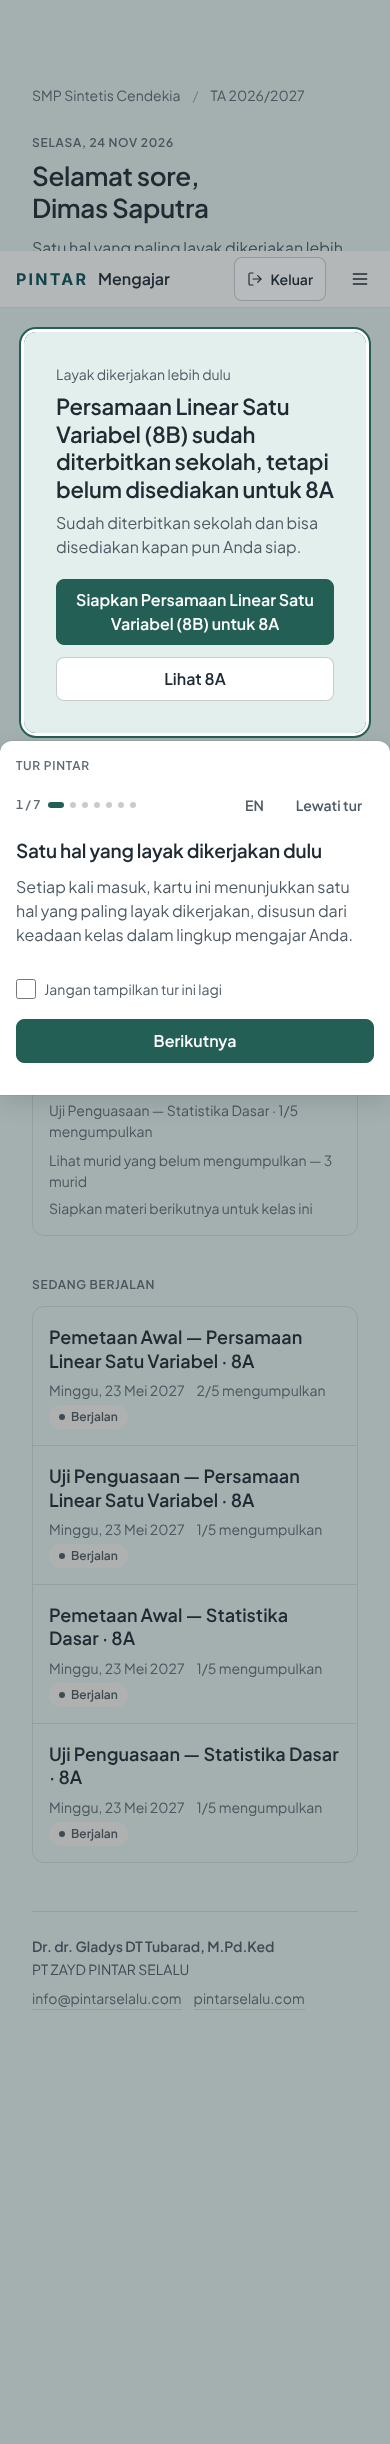 SMP Sintetis Cendekia / TA 2026/2027
SELASA, 24 NOV 2026
Selamat sore,
Dimas Saputra
Satu hal yang paling layak dikerjakan lebih
PINTAR Mengajar
Keluar
Layak dikerjakan lebih dulu
Persamaan Linear Satu
Variabel (8B) sudah
diterbitkan sekolah, tetapi
belum disediakan untuk 8A
Sudah diterbitkan sekolah dan bisa
disediakan kapan pun Anda siap.
Siapkan Persamaan Linear Satu
Variabel (8B) untuk 8A
Lihat 8A
TUR PINTAR
1 / 7
EN
Lewati tur
Satu hal yang layak dikerjakan dulu
Setiap kali masuk, kartu ini menunjukkan satu
hal yang paling layak dikerjakan, disusun dari
keadaan kelas dalam lingkup mengajar Anda.
Jangan tampilkan tur ini lagi
Berikutnya
Uji Penguasaan — Statistika Dasar · 1/5
mengumpulkan
Lihat murid yang belum mengumpulkan — 3
murid
Siapkan materi berikutnya untuk kelas ini
SEDANG BERJALAN
Pemetaan Awal — Persamaan
Linear Satu Variabel · 8A
Minggu, 23 Mei 2027 2/5 mengumpulkan
Berjalan
Uji Penguasaan — Persamaan
Linear Satu Variabel · 8A
Minggu, 23 Mei 2027 1/5 mengumpulkan
Berjalan
Pemetaan Awal — Statistika
Dasar · 8A
Minggu, 23 Mei 2027 1/5 mengumpulkan
Berjalan
Uji Penguasaan — Statistika Dasar
· 8A
Minggu, 23 Mei 2027 1/5 mengumpulkan
Berjalan
Dr. dr. Gladys DT Tubarad, M.Pd.Ked
PT ZAYD PINTAR SELALU
info@pintarselalu.com pintarselalu.com